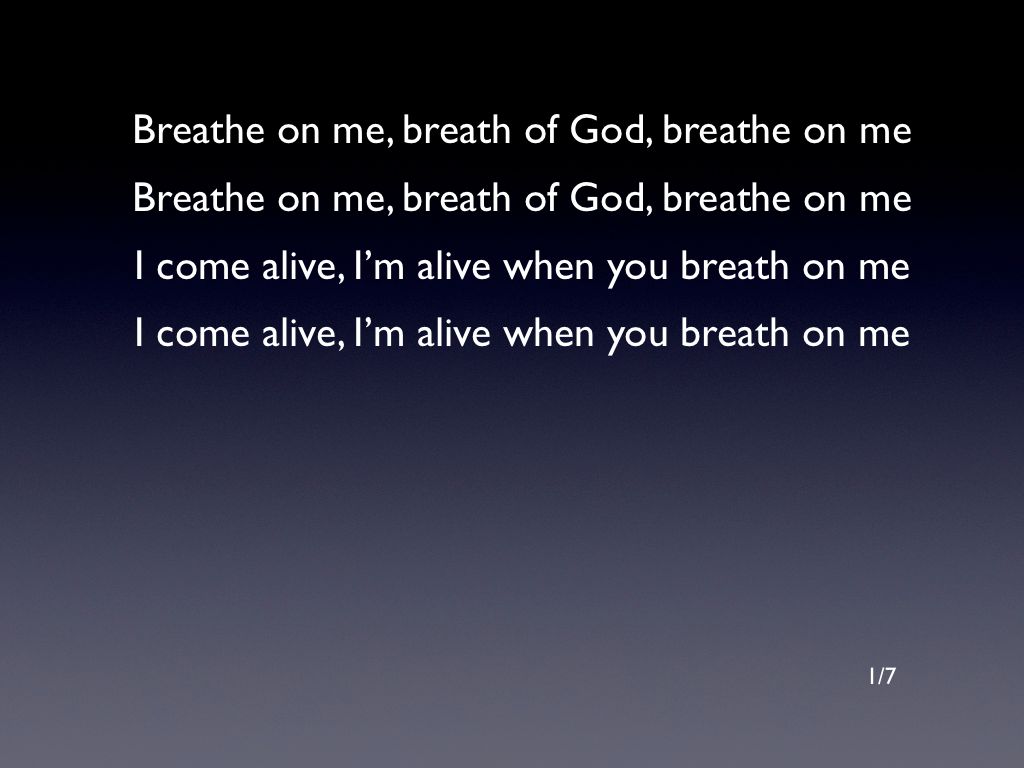 Breathe on me, breath of God, breathe on me
Breathe on me, breath of God, breathe on me
I come alive, I’m alive when you breath on me
I come alive, I’m alive when you breath on me
1/7